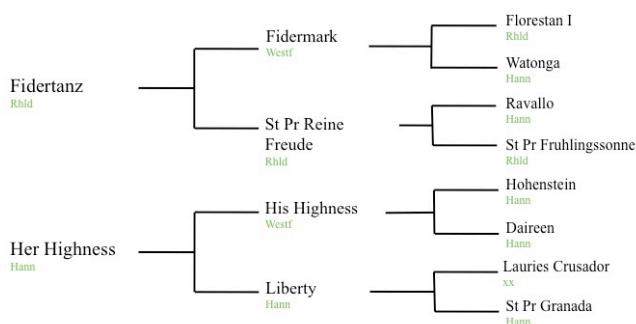 Fidertanz
Rhld
Her Highness
Hann
Fidermark
Westf
St Pr Reine
Freude
Rhld
His Highness
Westf
Liberty
Hann
Florestan I
Rhld
Watonga
Hann
Ravallo
Hann
St Pr Fruhlingssonne
Rhld
Hohenstein
Hann
Daireen
Hann
Lauries Crusador
xx
St Pr Granada
Hann